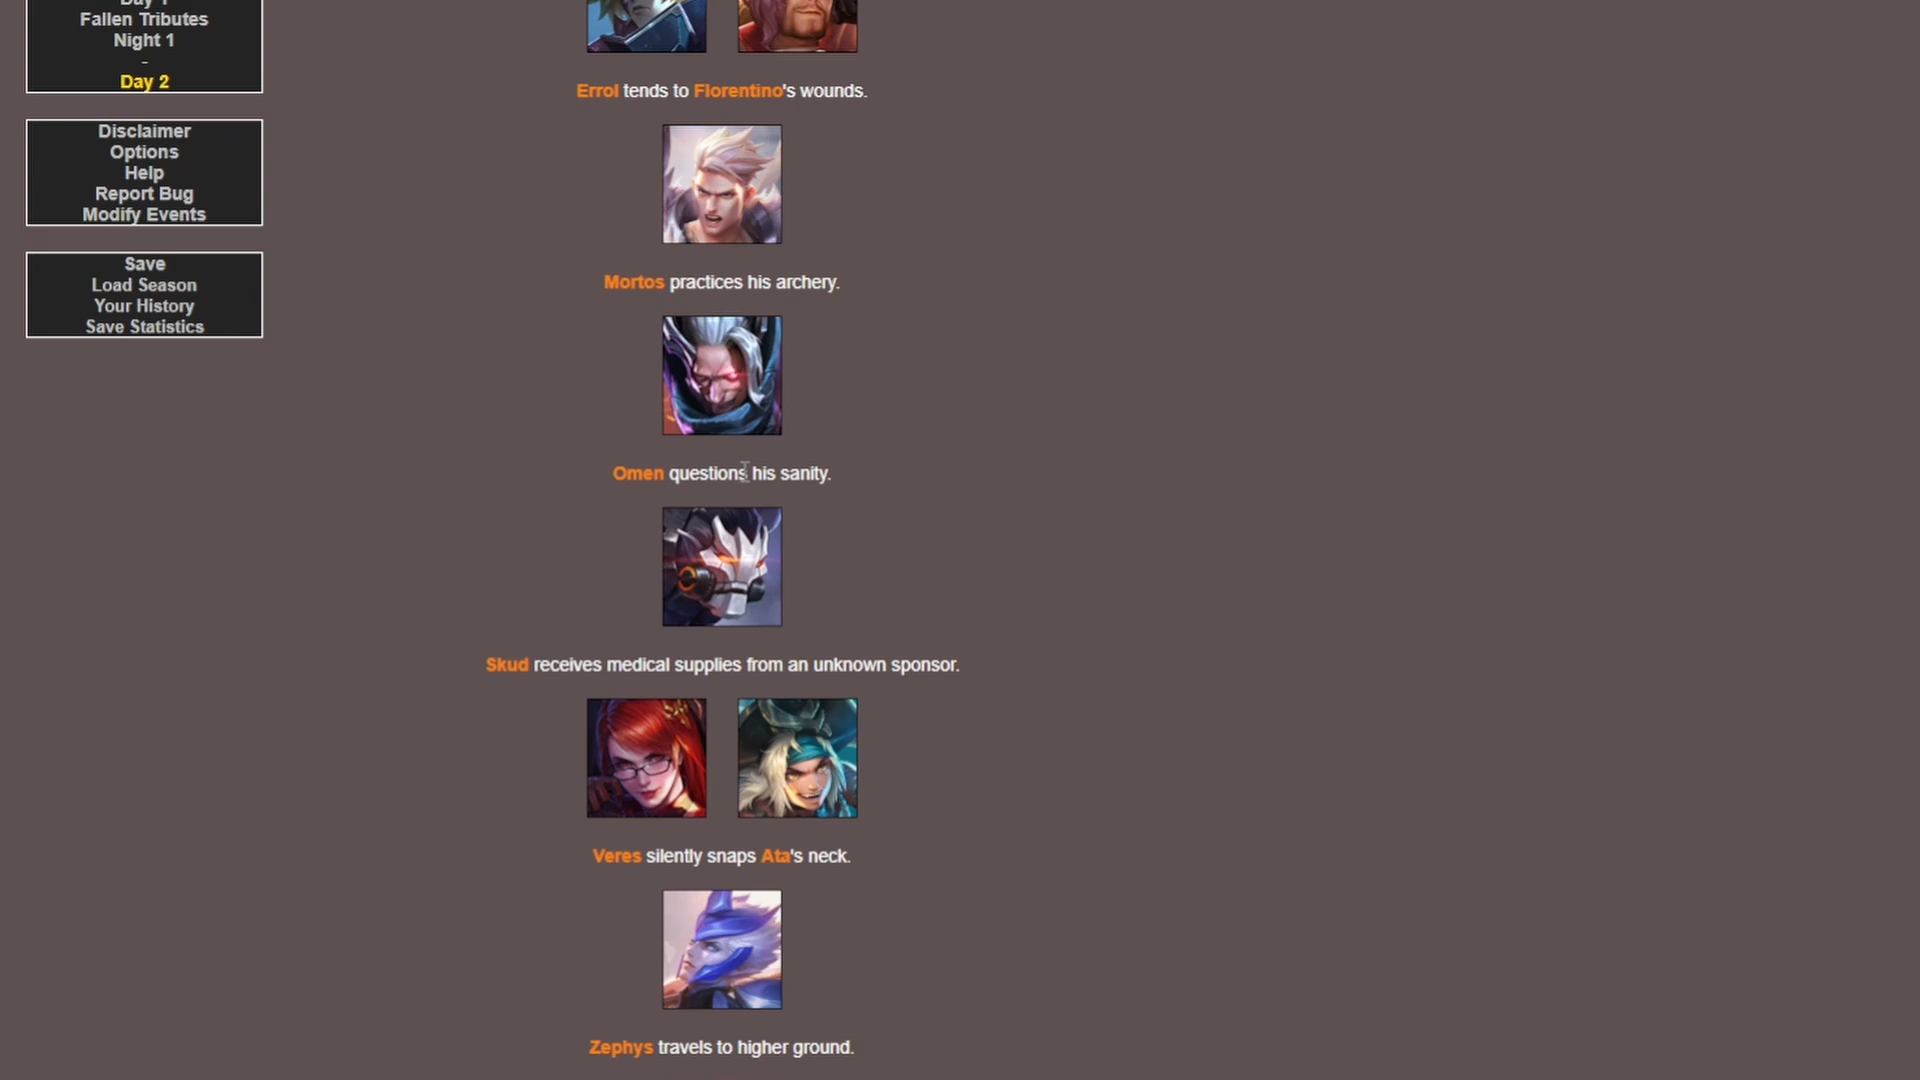 Day 1
Fallen Tributes
Night 1
-
Day 2
Disclaimer
Options
Help
Report Bug
Modify Events
Save
Load Season
Your History
Save Statistics
Errol tends to Florentino's wounds.
Mortos practices his archery.
Omen questions his sanity.
Skud receives medical supplies from an unknown sponsor.
Veres silently snaps Ata's neck.
Zephys travels to higher ground.